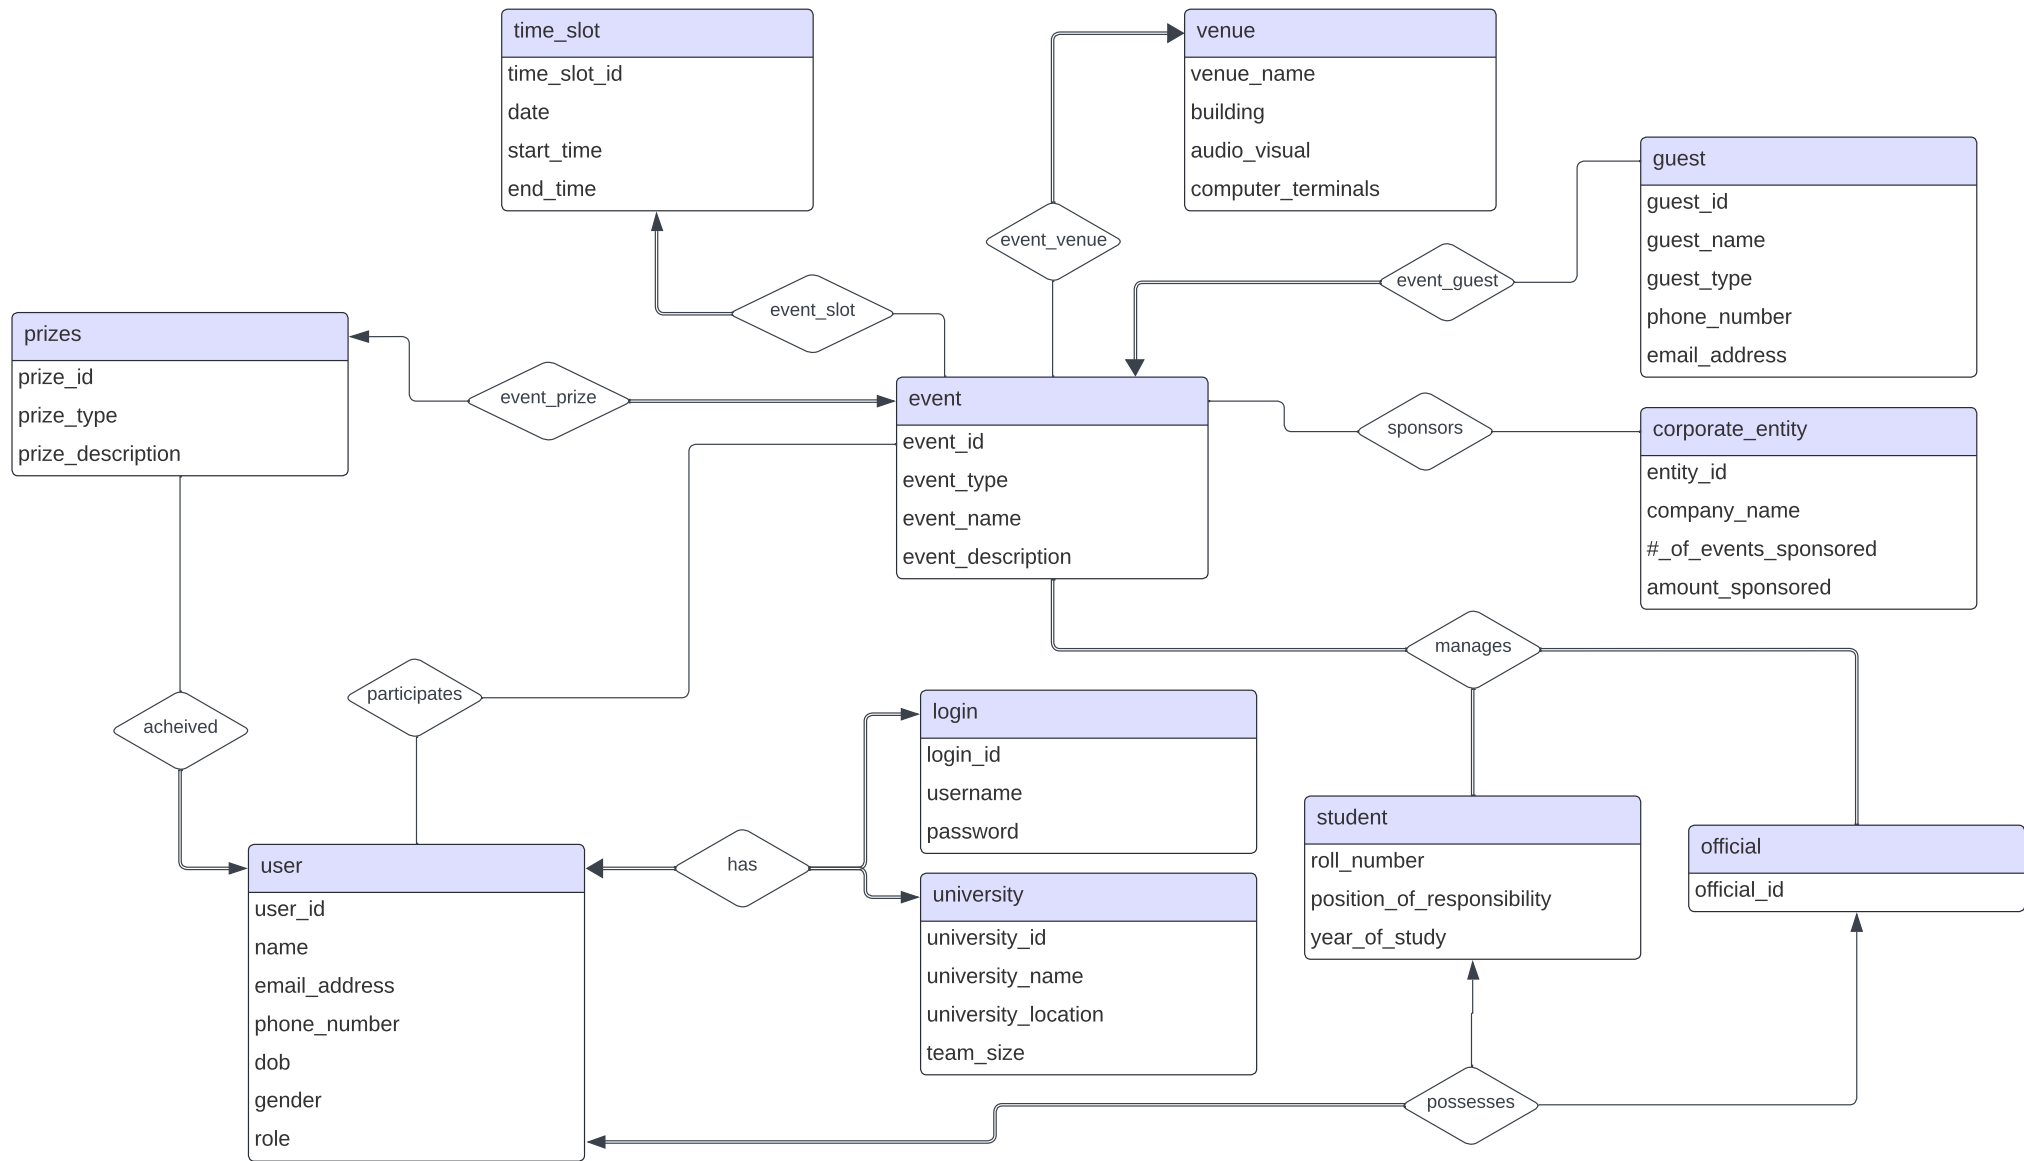 time_slot
time_slot_id
date
start_time
end_time
venue
venue_name
building
audio_visual
computer_terminals
guest
guest_id
guest_name
guest_type
phone_number
email_address
event_venue
event_guest
event_slot
prizes
prize_id
prize_type
prize_description
event_prize
event
event_id
event_type
event_name
event_description
sponsors
corporate_entity
entity_id
company_name
#_of_events_sponsored
amount_sponsored
manages
participates
acheived
login
login_id
username
password
has
user
user_id
name
email_address
phone_number
dob
gender
role
university
university_id
university_name
university_location
team_size
student
roll_number
position_of_responsibility
year_of_study
official
official_id
possesses